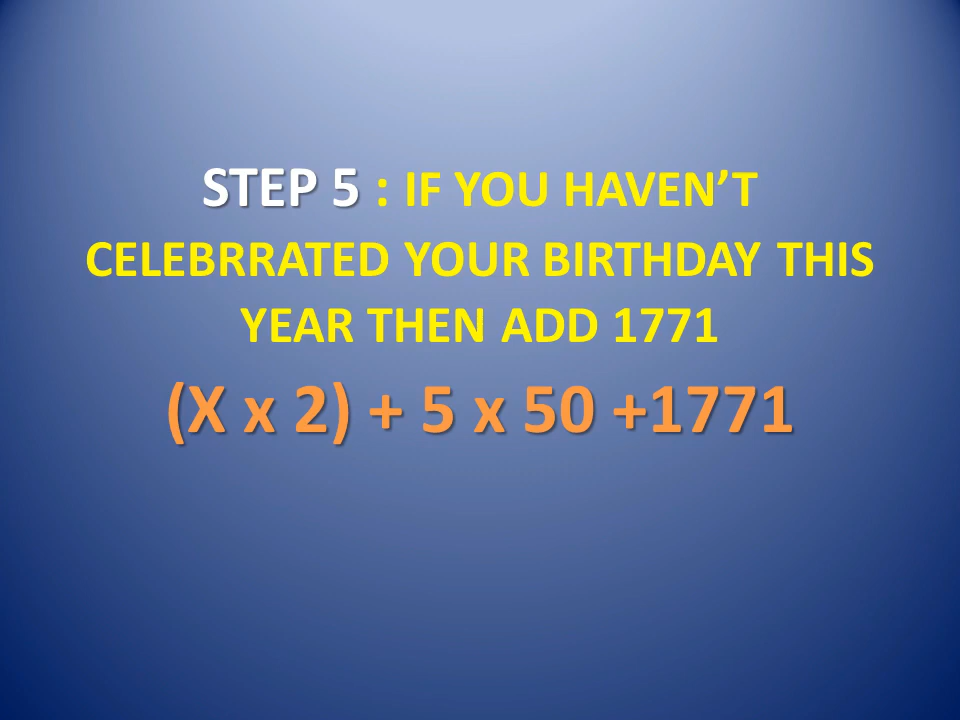 STEP 5 : IF YOU HAVEN’T
CELEBRRATED YOUR BIRTHDAY THIS
YEAR THEN ADD 1771
(X x 2) + 5 x 50 +1771